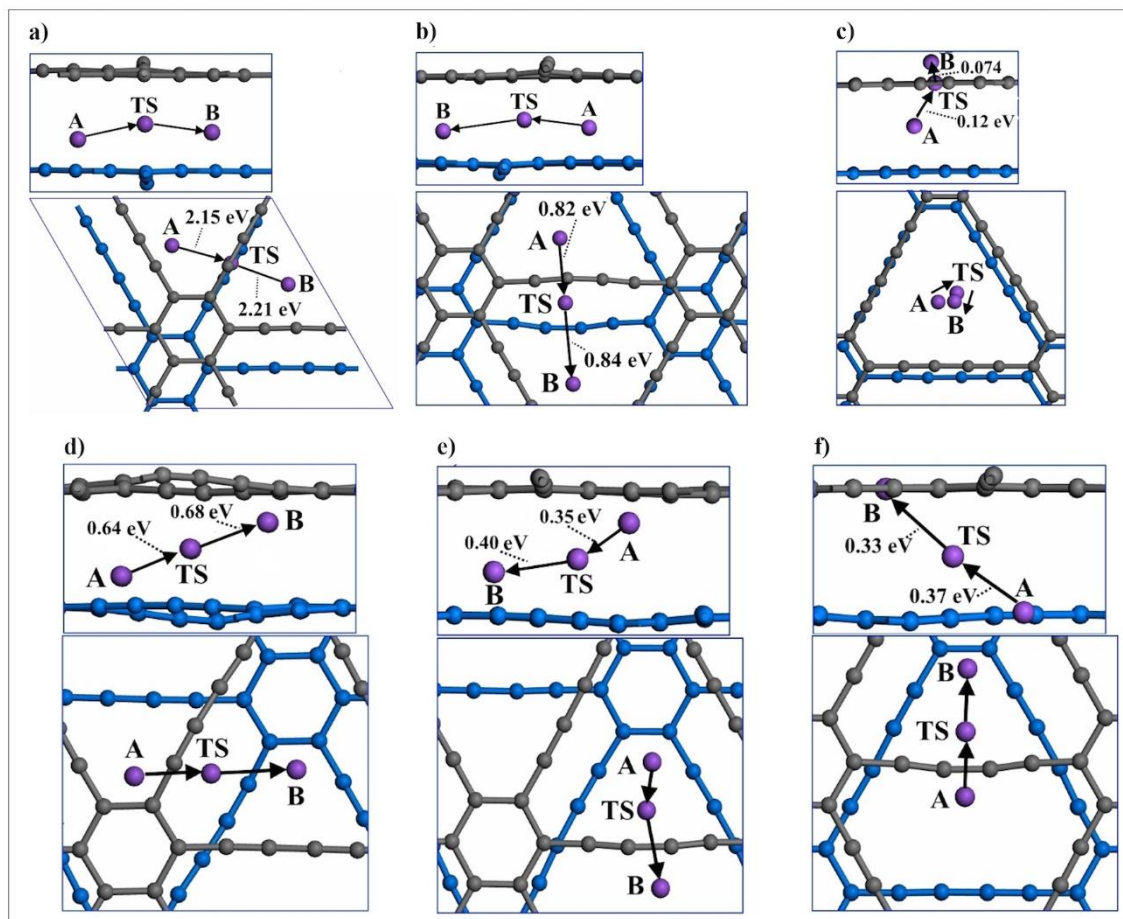 a)
A
TS
B
2.15 eV
A
TS
B
2.21 eV
b)
B
TS
A
0.82 eV
A
TS
0.84 eV
B
c)
B
0.074
TS
A
0.12 eV
TS
A
B
d)
0.68 eV
B
0.64 eV
A
TS
A
TS
B
e)
0.35 eV
0.40 eV
A
B
TS
A
TS
B
f)
B
TS
0.33 eV
A
0.37 eV
B
TS
A